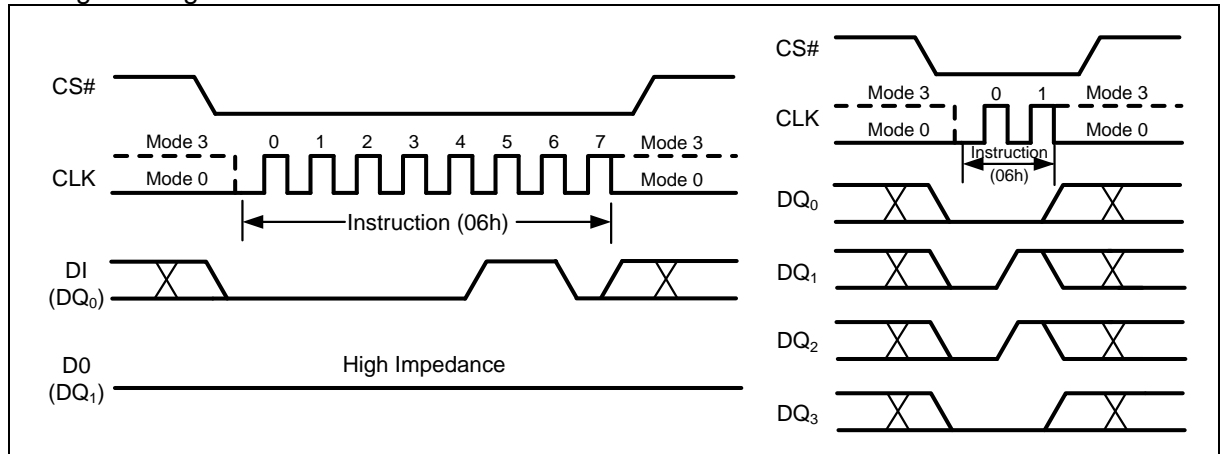 CS#
Mode 3 0 1 2 3 4 5 6 7 Mode 3
CLK
Mode 0 Mode 0
Instruction (06h)
DI
(DQ0)
D0
(DQ1)
High Impedance
CS#
Mode 3 0 1 Mode 3
CLK
Mode 0 Mode 0
Instruction
(06h)
DQ0
DQ1
DQ2
DQ3